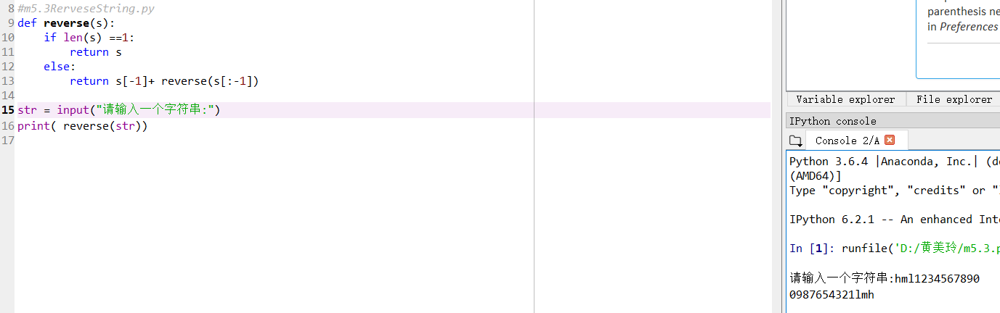 8 #m5.3RerveseString.py
9 def reverse(s):
10     if len(s) ==1:
11         return s
12     else:
13         return s[-1]+ reverse(s[:-1])
14
15 str = input("请输入一个字符串:")
16 print( reverse(str))
17
parenthesis ne
in Preferences
Variable explorer File explorer
IPython console
Console 2/A
Python 3.6.4 |Anaconda, Inc.| (de
(AMD64)]
Type "copyright", "credits" or "
IPython 6.2.1 -- An enhanced Inte
In [1]: runfile('D:/黄美玲/m5.3.p
请输入一个字符串:hml1234567890
0987654321lmh